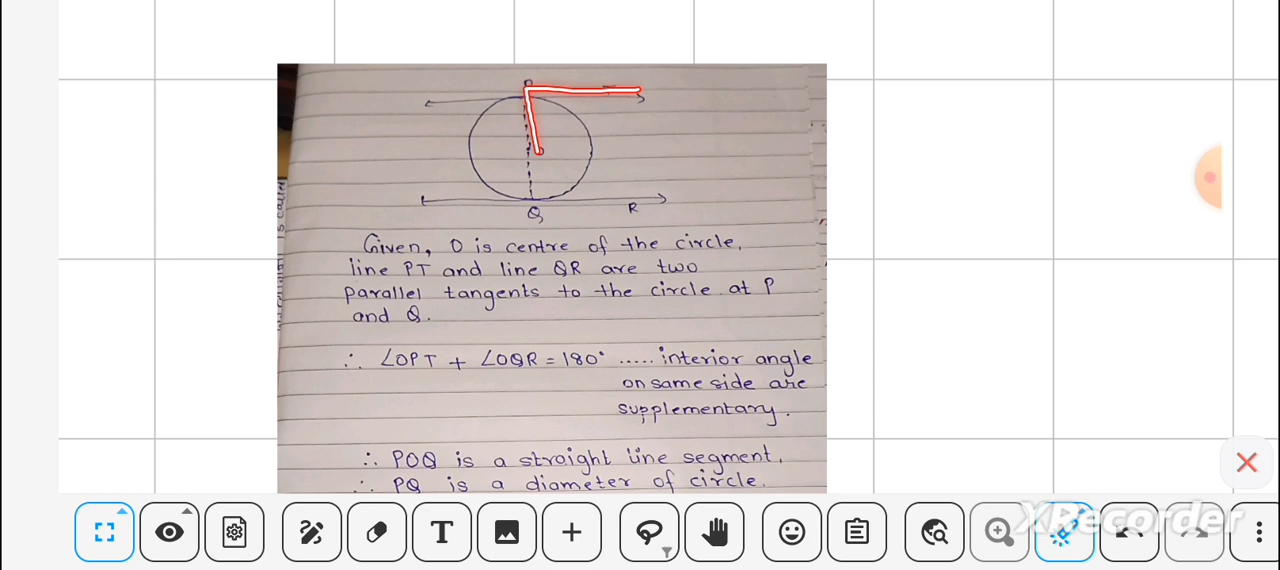 P
Q
R
Given, O is centre of the circle,
line PT and line QR are two
parallel tangents to the circle at P
and Q.
∴ ∠OPT + ∠OQR = 180° ..... interior angle
on same side are
supplementary.
∴ POQ is a straight line segment.
∴ PQ is a diameter of circle.
T
XRecorder